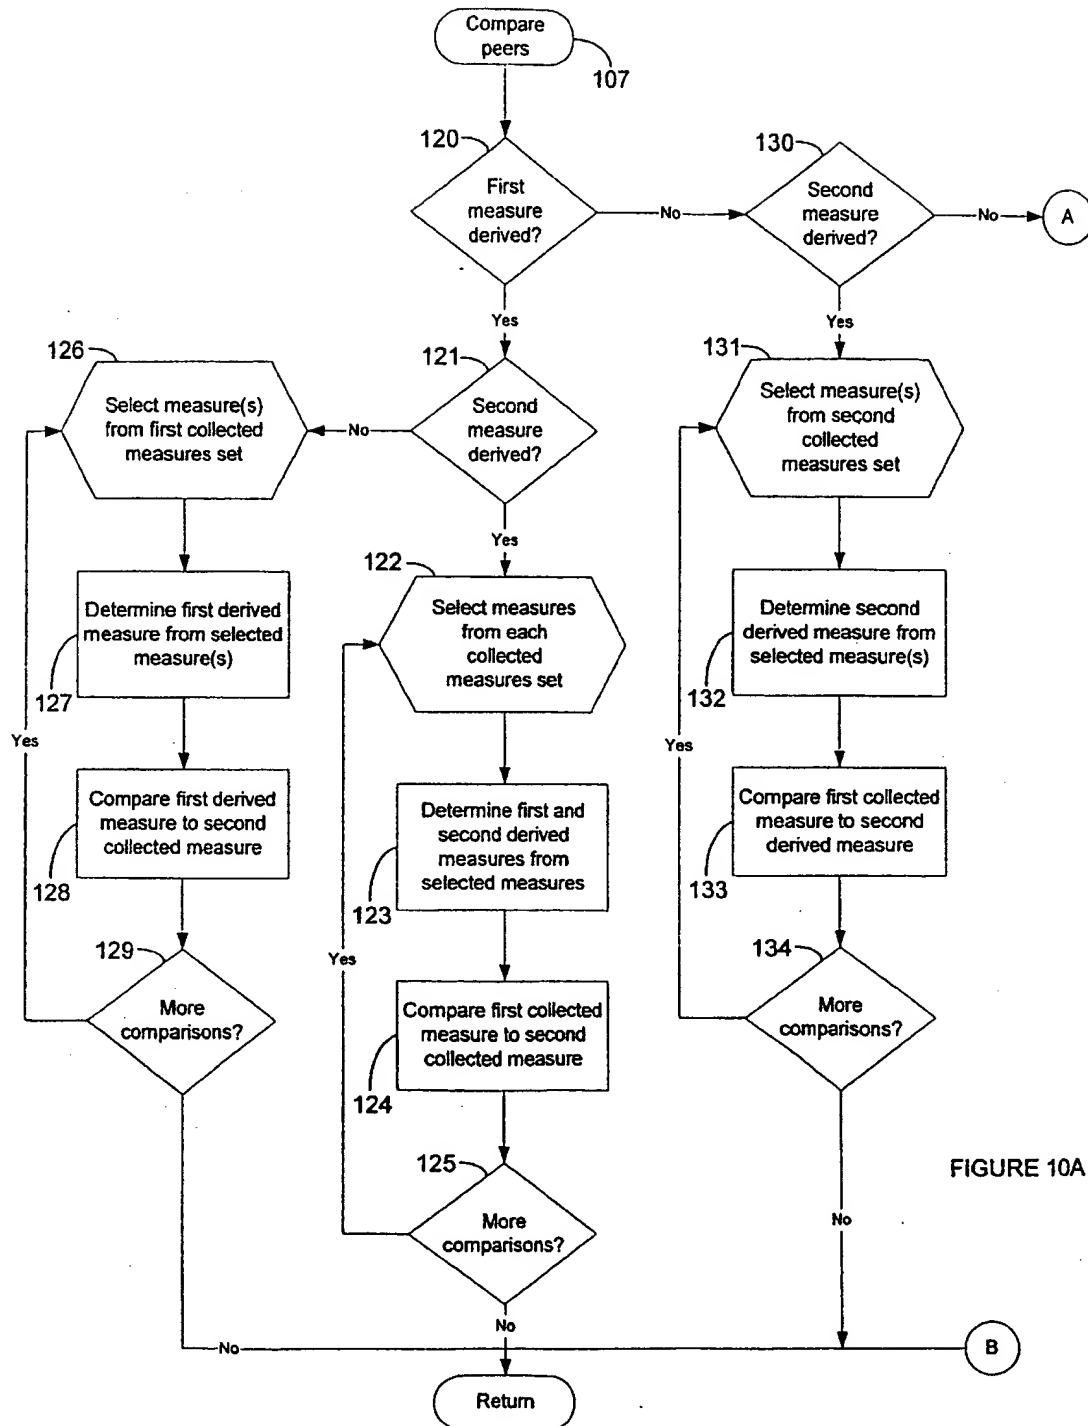 Compare
peers
107
120
First
measure
derived?
No
130
Second
measure
derived?
No
A
Yes
Yes
126
Select measure(s)
from first collected
measures set
No
121
Second
measure
derived?
131
Select measure(s)
from second
collected
measures set
Yes
122
Select measures
from each
collected
measures set
Determine first derived
measure from selected
measure(s)
127
Determine second
derived measure from
selected measure(s)
132
Yes
Yes
Compare first derived
measure to second
collected measure
128
Determine first and
second derived
measures from
selected measures
123
Compare first collected
measure to second
derived measure
133
129
More
comparisons?
Yes
Compare first collected
measure to second
collected measure
124
134
More
comparisons?
125
More
comparisons?
FIGURE 10A
No
No
No
B
Return